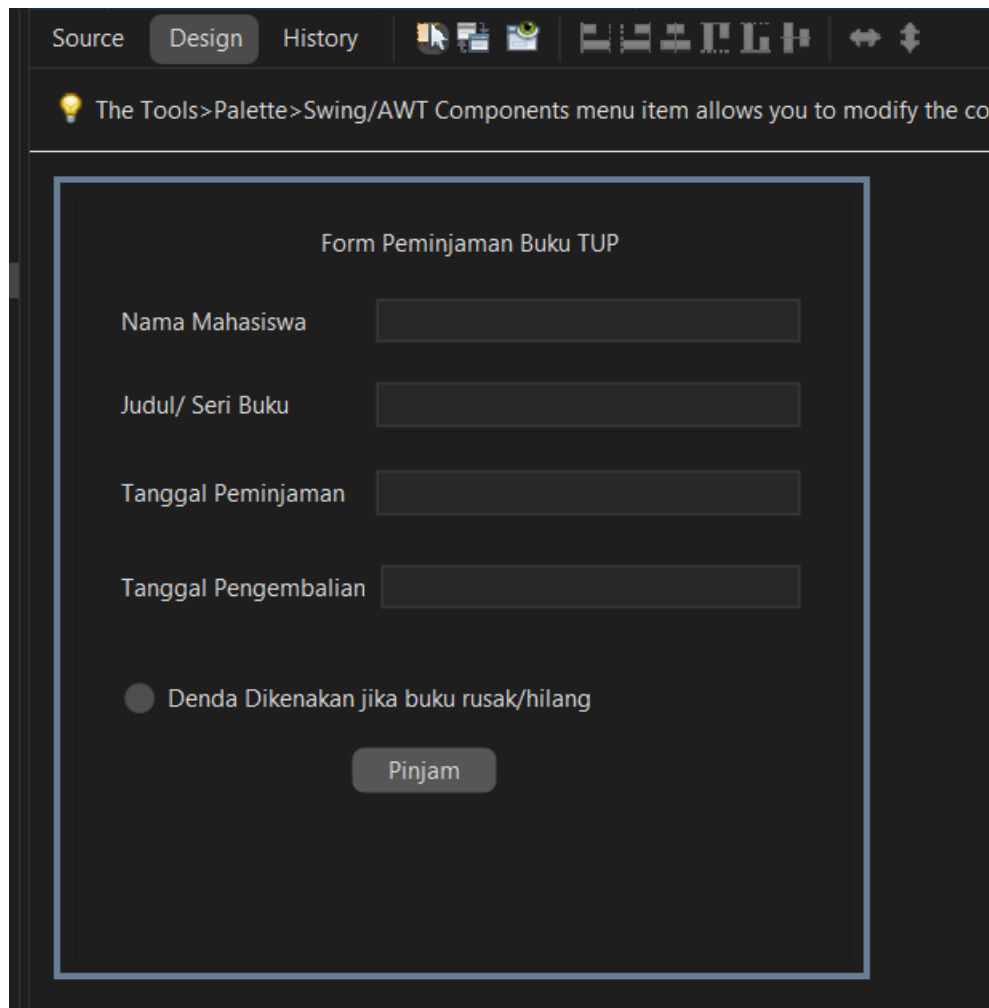 Source Design History
The Tools>Palette>Swing/AWT Components menu item allows you to modify the co
Form Peminjaman Buku TUP
Nama Mahasiswa
Judul/ Seri Buku
Tanggal Peminjaman
Tanggal Pengembalian
Denda Dikenakan jika buku rusak/hilang
Pinjam